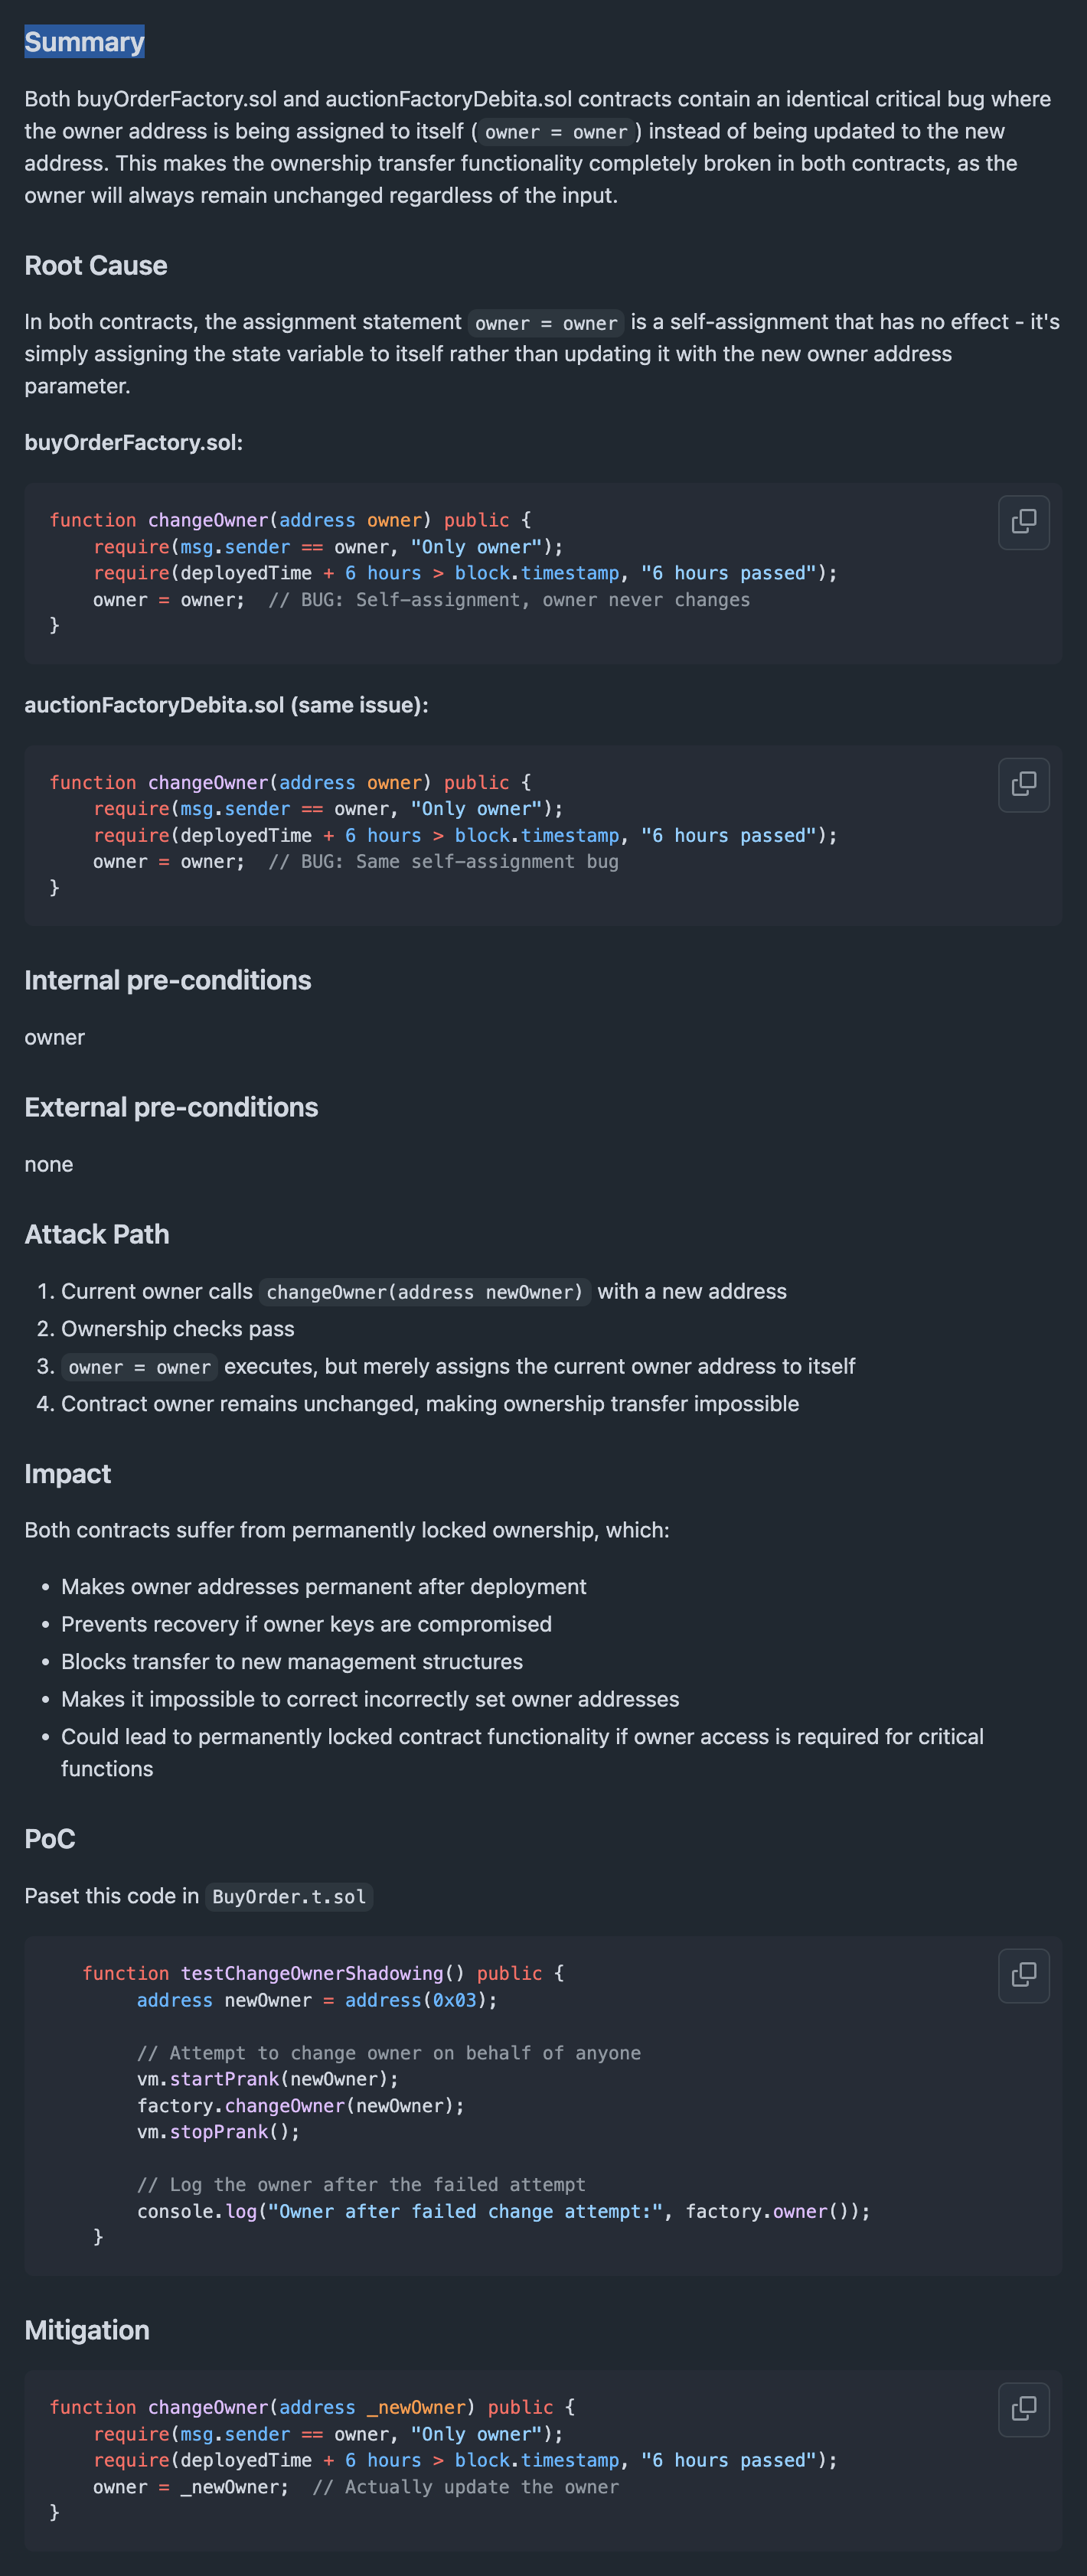 Summary
Both buyOrderFactory.sol and auctionFactoryDebita.sol contracts contain an identical critical bug where
the owner address is being assigned to itself ( owner = owner ) instead of being updated to the new
address. This makes the ownership transfer functionality completely broken in both contracts, as the
owner will always remain unchanged regardless of the input.
Root Cause
In both contracts, the assignment statement owner = owner is a self-assignment that has no effect - it's
simply assigning the state variable to itself rather than updating it with the new owner address
parameter.
buyOrderFactory.sol:
function changeOwner(address owner) public {
    require(msg.sender == owner, "Only owner");
    require(deployedTime + 6 hours > block.timestamp, "6 hours passed");
    owner = owner;  // BUG: Self-assignment, owner never changes
}
auctionFactoryDebita.sol (same issue):
function changeOwner(address owner) public {
    require(msg.sender == owner, "Only owner");
    require(deployedTime + 6 hours > block.timestamp, "6 hours passed");
    owner = owner;  // BUG: Same self-assignment bug
}
Internal pre-conditions
owner
External pre-conditions
none
Attack Path
1. Current owner calls changeOwner(address newOwner) with a new address
2. Ownership checks pass
3. owner = owner executes, but merely assigns the current owner address to itself
4. Contract owner remains unchanged, making ownership transfer impossible
Impact
Both contracts suffer from permanently locked ownership, which:
• Makes owner addresses permanent after deployment
• Prevents recovery if owner keys are compromised
• Blocks transfer to new management structures
• Makes it impossible to correct incorrectly set owner addresses
• Could lead to permanently locked contract functionality if owner access is required for critical
functions
PoC
Paset this code in BuyOrder.t.sol
   function testChangeOwnerShadowing() public {
        address newOwner = address(0x03);

        // Attempt to change owner on behalf of anyone
        vm.startPrank(newOwner);
        factory.changeOwner(newOwner);
        vm.stopPrank();

        // Log the owner after the failed attempt
        console.log("Owner after failed change attempt:", factory.owner());
    }
Mitigation
function changeOwner(address _newOwner) public {
    require(msg.sender == owner, "Only owner");
    require(deployedTime + 6 hours > block.timestamp, "6 hours passed");
    owner = _newOwner;  // Actually update the owner
}